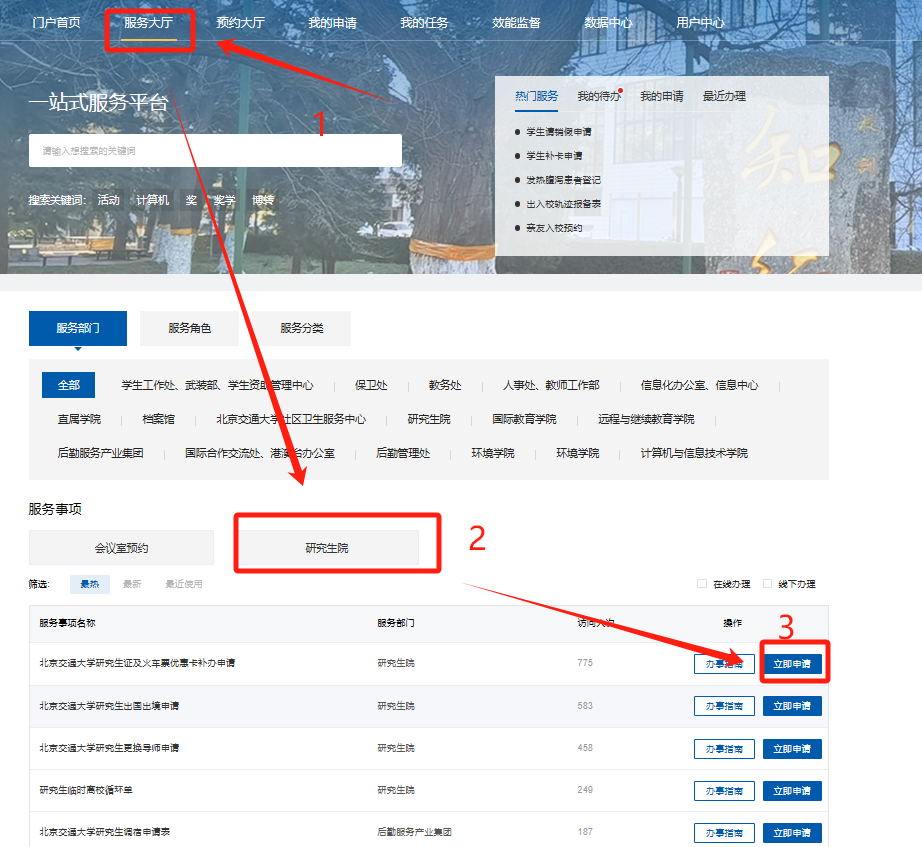 门户首页 服务大厅 预约大厅 我的申请 我的任务 效能监督 数据中心 用户中心
一站式服务平台
1
请输入想搜索的关键词
搜索关键词： 活动 计算机 奖 奖学 博转
热门服务 我的待办 我的申请 最近办理
学生请销假申请
学生补卡申请
发热腹泻患者登记
出入校轨迹报备表
亲友入校预约
服务部门 服务角色 服务分类
全部 学生工作处、武装部、学生资助管理中心 保卫处 教务处 人事处、教师工作部 信息化办公室、信息中心
直属学院 档案馆 北京交通大学社区卫生服务中心 研究生院 国际教育学院 远程与继续教育学院
后勤服务产业集团 国际合作交流处、港澳台办公室 后勤管理处 环境学院 环境学院 计算机与信息技术学院
服务事项
会议室预约 研究生院 2
筛选: 最热 最新 最近使用 在线办理 线下办理
服务事项名称 服务部门 访问人次 操作 3
北京交通大学研究生证及火车票优惠卡补办申请 研究生院 775 办事指南 立即申请
北京交通大学研究生出国出境申请 研究生院 583 办事指南 立即申请
北京交通大学研究生更换导师申请 研究生院 458 办事指南 立即申请
研究生临时离校循环单 研究生院 249 办事指南 立即申请
北京交通大学研究生调宿申请表 后勤服务产业集团 187 办事指南 立即申请